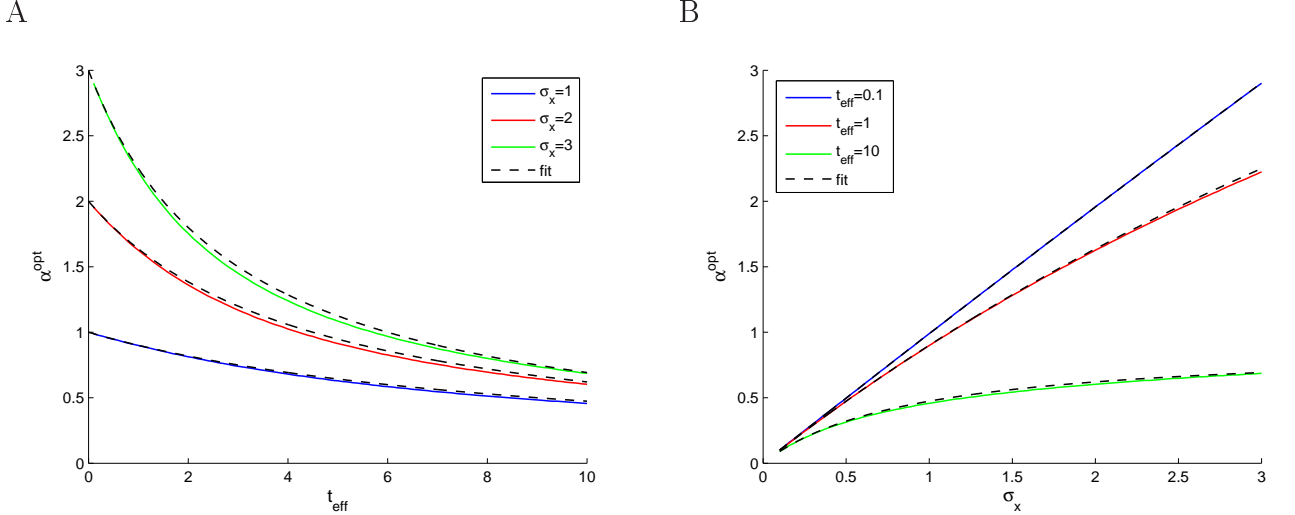 A
B
3
2.5
2
1.5
1
0.5
0
0
2
4
6
8
10
α^opt
t_eff
σ_x=1
σ_x=2
σ_x=3
fit
3
2.5
2
1.5
1
0.5
0
0
0.5
1
1.5
2
2.5
3
α^opt
σ_x
t_eff=0.1
t_eff=1
t_eff=10
fit